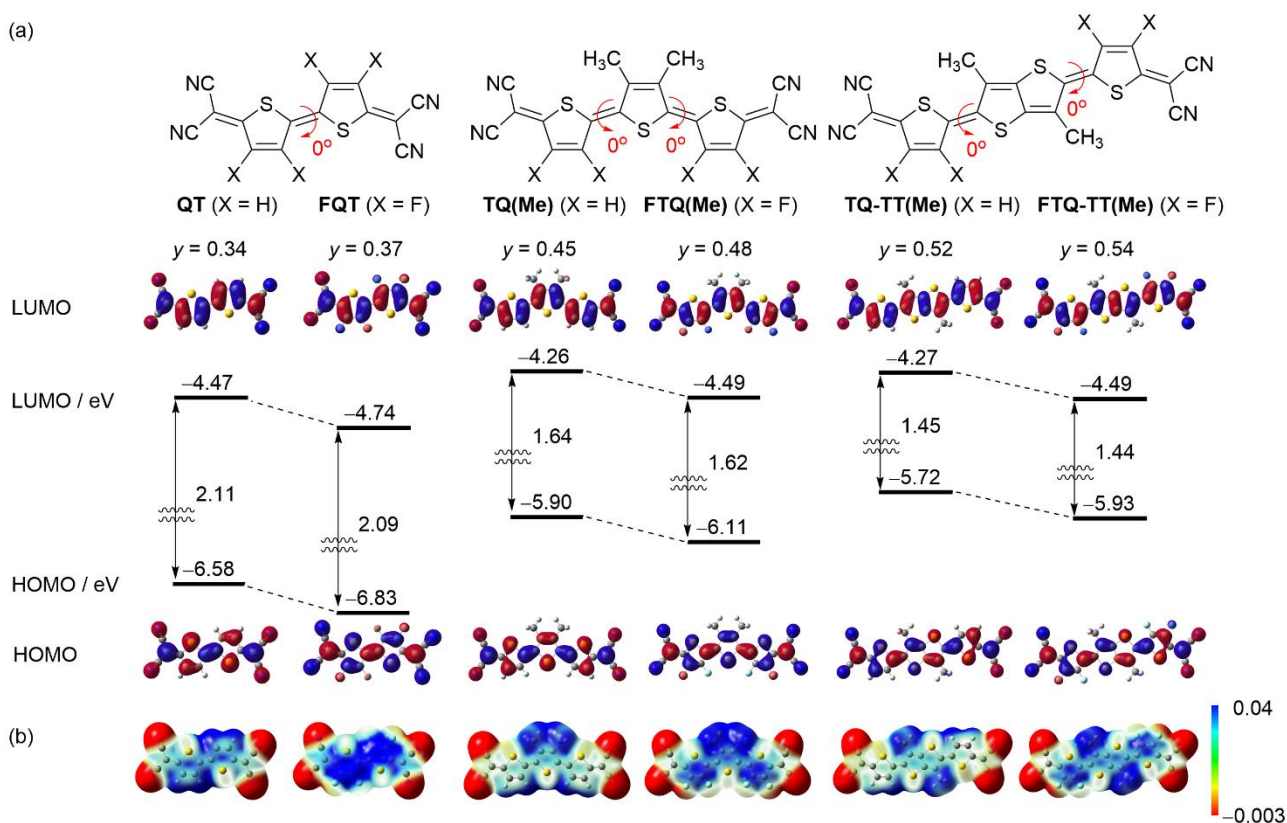 (a)
X X X
NC CN S S NC CN X X 0°
H₃C CH₃
NC CN S S S CN CN X X X X 0° 0°
X X
H₃C S CN CN
NC CN S S S CH₃ X X 0° 0°
QT (X = H) FQT (X = F) TQ(Me) (X = H) FTQ(Me) (X = F) TQ-TT(Me) (X = H) FTQ-TT(Me) (X = F)
y = 0.34 y = 0.37 y = 0.45 y = 0.48 y = 0.52 y = 0.54
LUMO
LUMO / eV
−4.47 −4.74 −4.26 −4.49 −4.27 −4.49
2.11 2.09 1.64 1.62 1.45 1.44
−6.58 −6.83 −5.90 −6.11 −5.72 −5.93
HOMO / eV
HOMO
(b)
0.04
−0.003